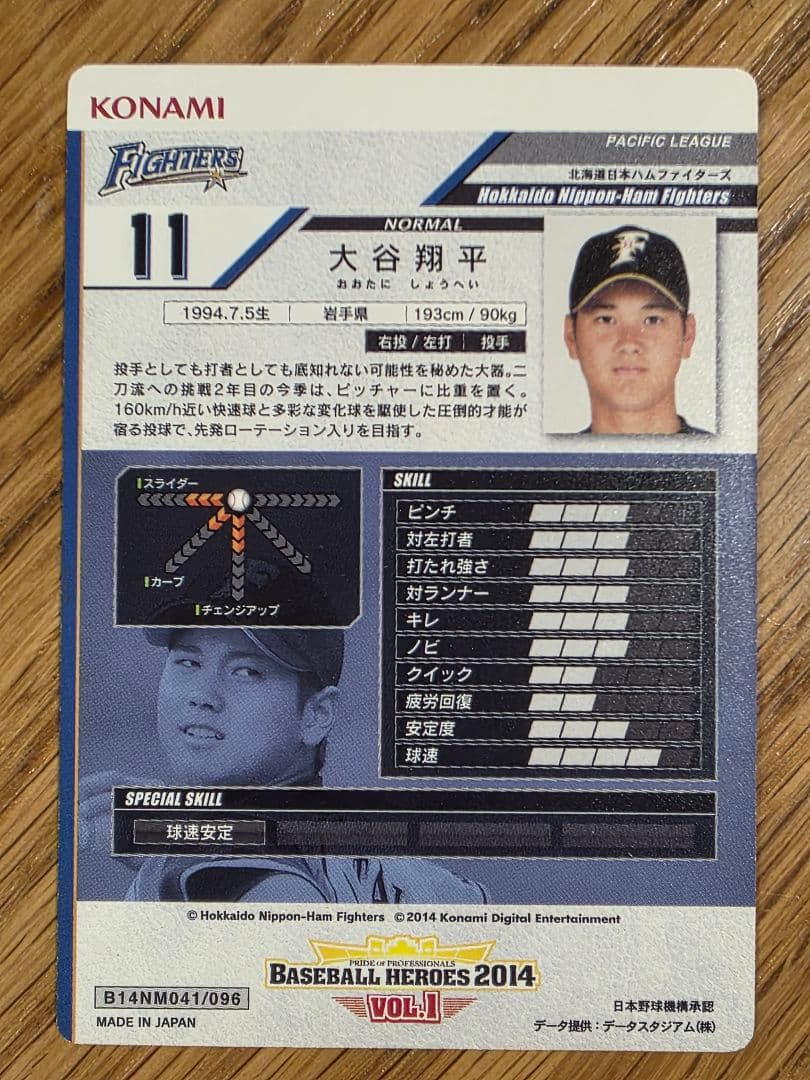 KONAMI
FIGHTERS
PACIFIC LEAGUE
北海道日本ハムファイターズ
Hokkaido Nippon-Ham Fighters
11
NORMAL
大谷翔平
おおたに しょうへい
1994.7.5生 岩手県 193cm / 90kg
右投 / 左打 投手
投手としても打者としても底知れない可能性を秘めた大器。二
刀流への挑戦2年目の今季は、ピッチャーに比重を置く。
160km/h近い快速球と多彩な変化球を駆使した圧倒的才能が
宿る投球で、先発ローテーション入りを目指す。
スライダー
カーブ
チェンジアップ
SKILL
ピンチ
対左打者
打たれ強さ
対ランナー
キレ
ノビ
クイック
疲労回復
安定度
球速
SPECIAL SKILL
球速安定
© Hokkaido Nippon-Ham Fighters © 2014 Konami Digital Entertainment
PRIDE OF PROFESSIONALS
BASEBALL HEROES 2014
VOL.1
B14NM041/096
MADE IN JAPAN
日本野球機構承認
データ提供：データスタジアム(株)